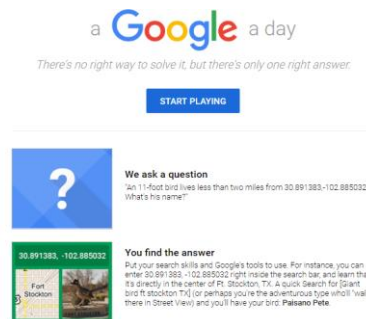 a Google a day
There's no right way to solve it, but there's only one right answer.
START PLAYING
?
We ask a question
"An 11-foot bird lives less than two miles from 30.891383,-102.885032.
What's his name?"
30.891383, -102.885032
Fort
Stockton
You find the answer
Put your search skills and Google's tools to use. For instance, you can
enter 30.891383, -102.885032 right inside the search bar, and learn tha
it's directly in the center of Ft. Stockton, TX. A quick Search for [Giant
bird ft stockton TX] (or perhaps you're the adventurous type who'll "wal
there in Street View) and you'll have your bird: Paisano Pete.